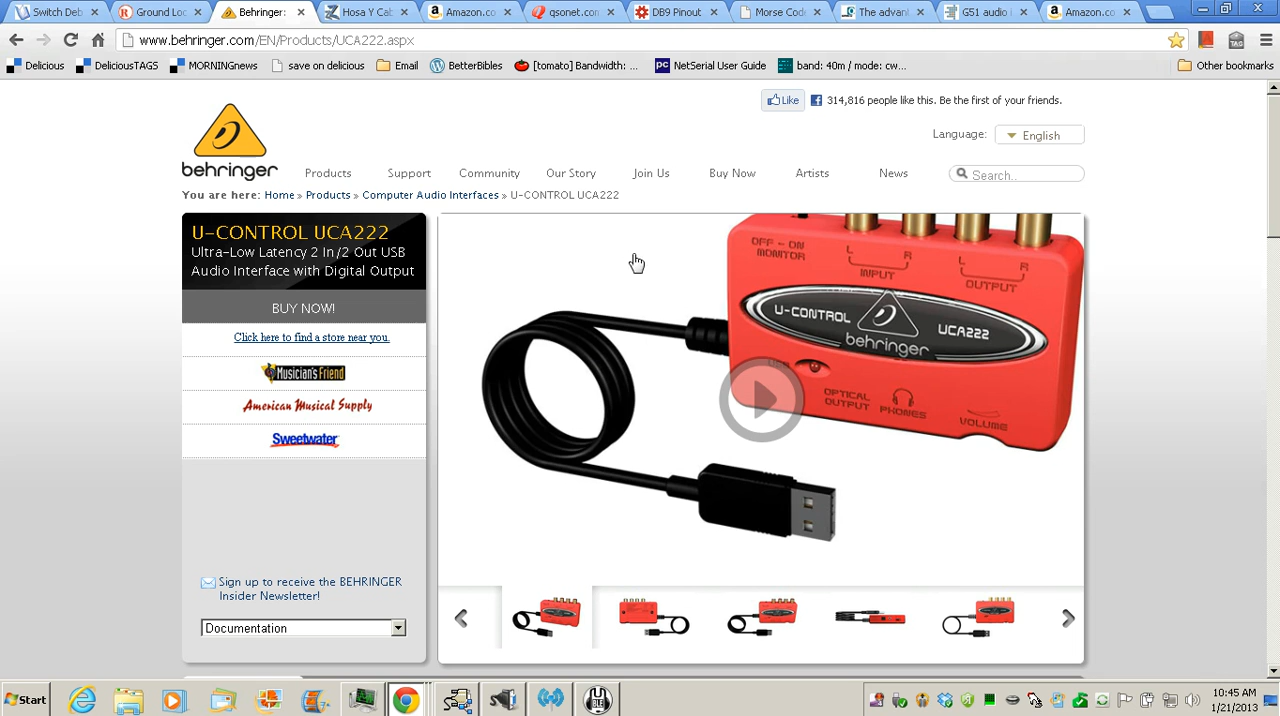 Switch Deb
Ground Loc
Behringer:
Hosa Y Cab
Amazon.co
qsonet.com
DB9 Pinout
Morse Code
The advan
G51 audio i
Amazon.co
www.behringer.com/EN/Products/UCA222.aspx
Delicious
DeliciousTAGS
MORNINGnews
save on delicious
Email
BetterBibles
[tomato] Bandwidth: ...
NetSerial User Guide
band: 40m / mode: cw...
Other bookmarks
Like
314,816 people like this. Be the first of your friends.
Language: English
behringer
Products
Support
Community
Our Story
Join Us
Buy Now
Artists
News
Search..
You are here: Home » Products » Computer Audio Interfaces » U-CONTROL UCA222
U-CONTROL UCA222
Ultra-Low Latency 2 In/2 Out USB
Audio Interface with Digital Output
BUY NOW!
Click here to find a store near you.
Musician's Friend
American Musical Supply
Sweetwater
Sign up to receive the BEHRINGER
Insider Newsletter!
Documentation
OFF - ON
MONITOR
L R
INPUT
L R
OUTPUT
U-CONTROL
behringer
UCA222
OPTICAL
OUTPUT
PHONES
VOLUME
Start
10:45 AM
1/21/2013